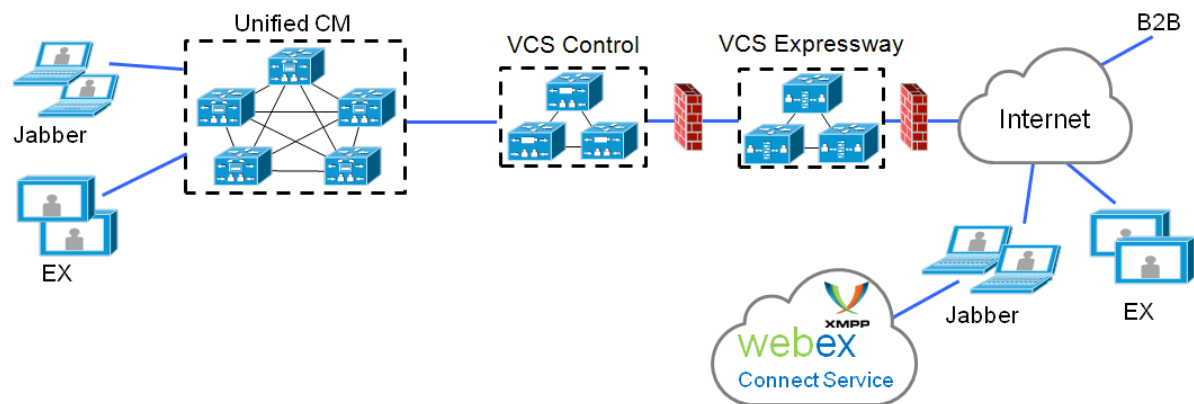 Unified CM
VCS Control
VCS Expressway
B2B
Jabber
Internet
EX
Jabber
EX
XMPP
webex
Connect Service